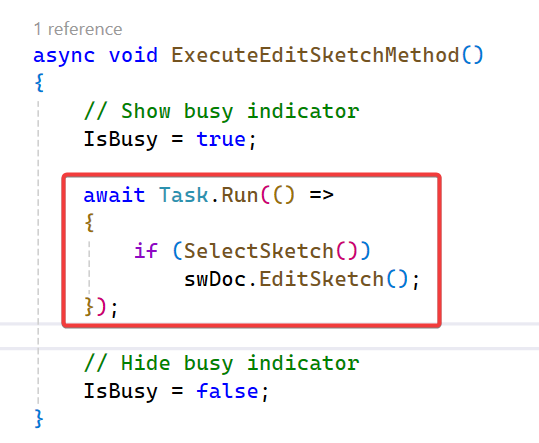 1 reference
async void ExecuteEditSketchMethod()
{
    // Show busy indicator
    IsBusy = true;
    await Task.Run(() =>
    {
        if (SelectSketch())
            swDoc.EditSketch();
    });
    // Hide busy indicator
    IsBusy = false;
}